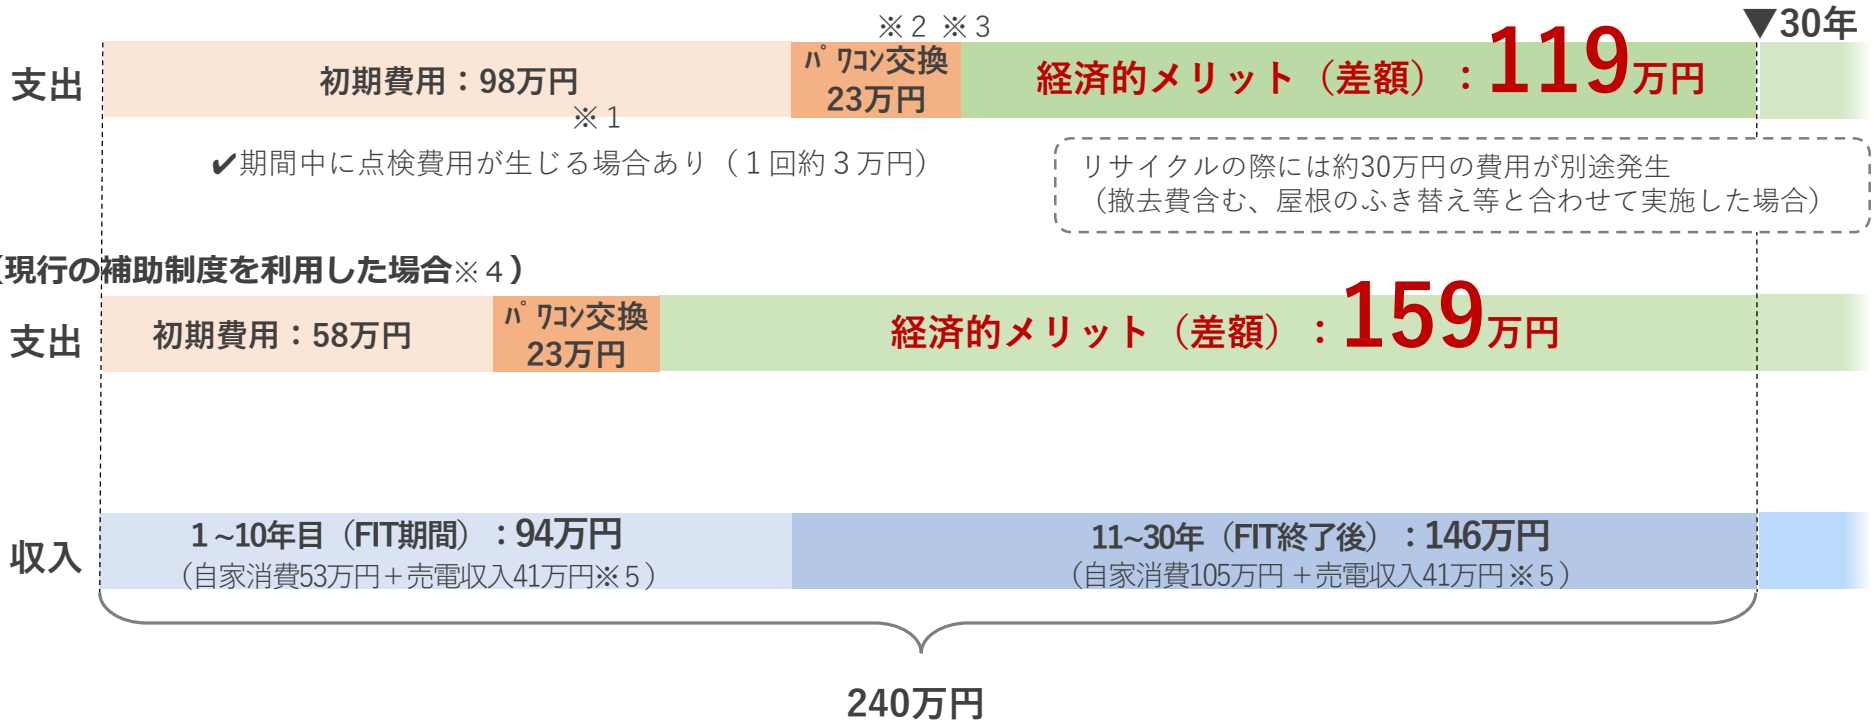 ※２ ※３
▼30年
支出
初期費用：98万円
※１
ﾊﾟﾜｺﾝ交換
23万円
経済的メリット（差額）：119万円
✔期間中に点検費用が生じる場合あり（１回約３万円）
リサイクルの際には約30万円の費用が別途発生
（撤去費含む、屋根のふき替え等と合わせて実施した場合）
（現行の補助制度を利用した場合※４）
支出
初期費用：58万円
ﾊﾟﾜｺﾝ交換
23万円
経済的メリット（差額）：159万円
収入
1 ~10年目（FIT期間）：94万円
（自家消費53万円＋売電収入41万円※５）
11~30年（FIT終了後）：146万円
（自家消費105万円 ＋売電収入41万円※５）
240万円